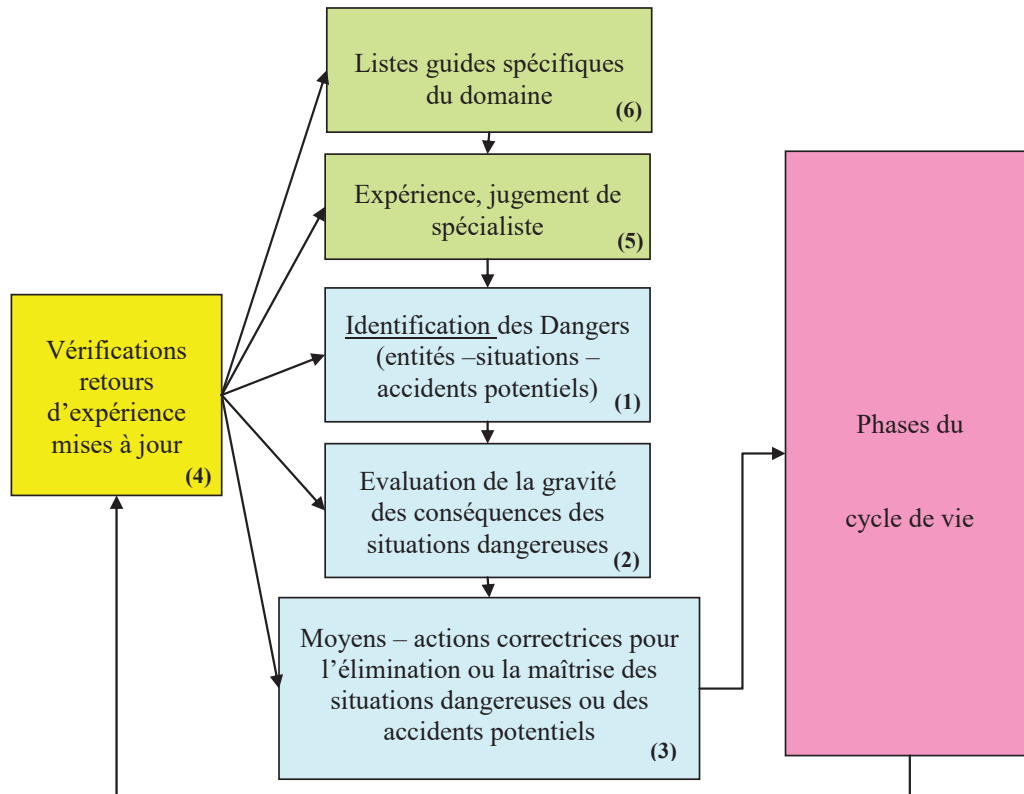 Listes guides spécifiques
du domaine
(6)
Expérience, jugement de
spécialiste
(5)
Identification des Dangers
(entités –situations –
accidents potentiels)
(1)
Vérifications
retours
d’expérience
mises à jour
(4)
Evaluation de la gravité
des conséquences des
situations dangereuses
(2)
Moyens – actions correctrices pour
l’élimination ou la maîtrise des
situations dangereuses ou des
accidents potentiels
(3)
Phases du
cycle de vie